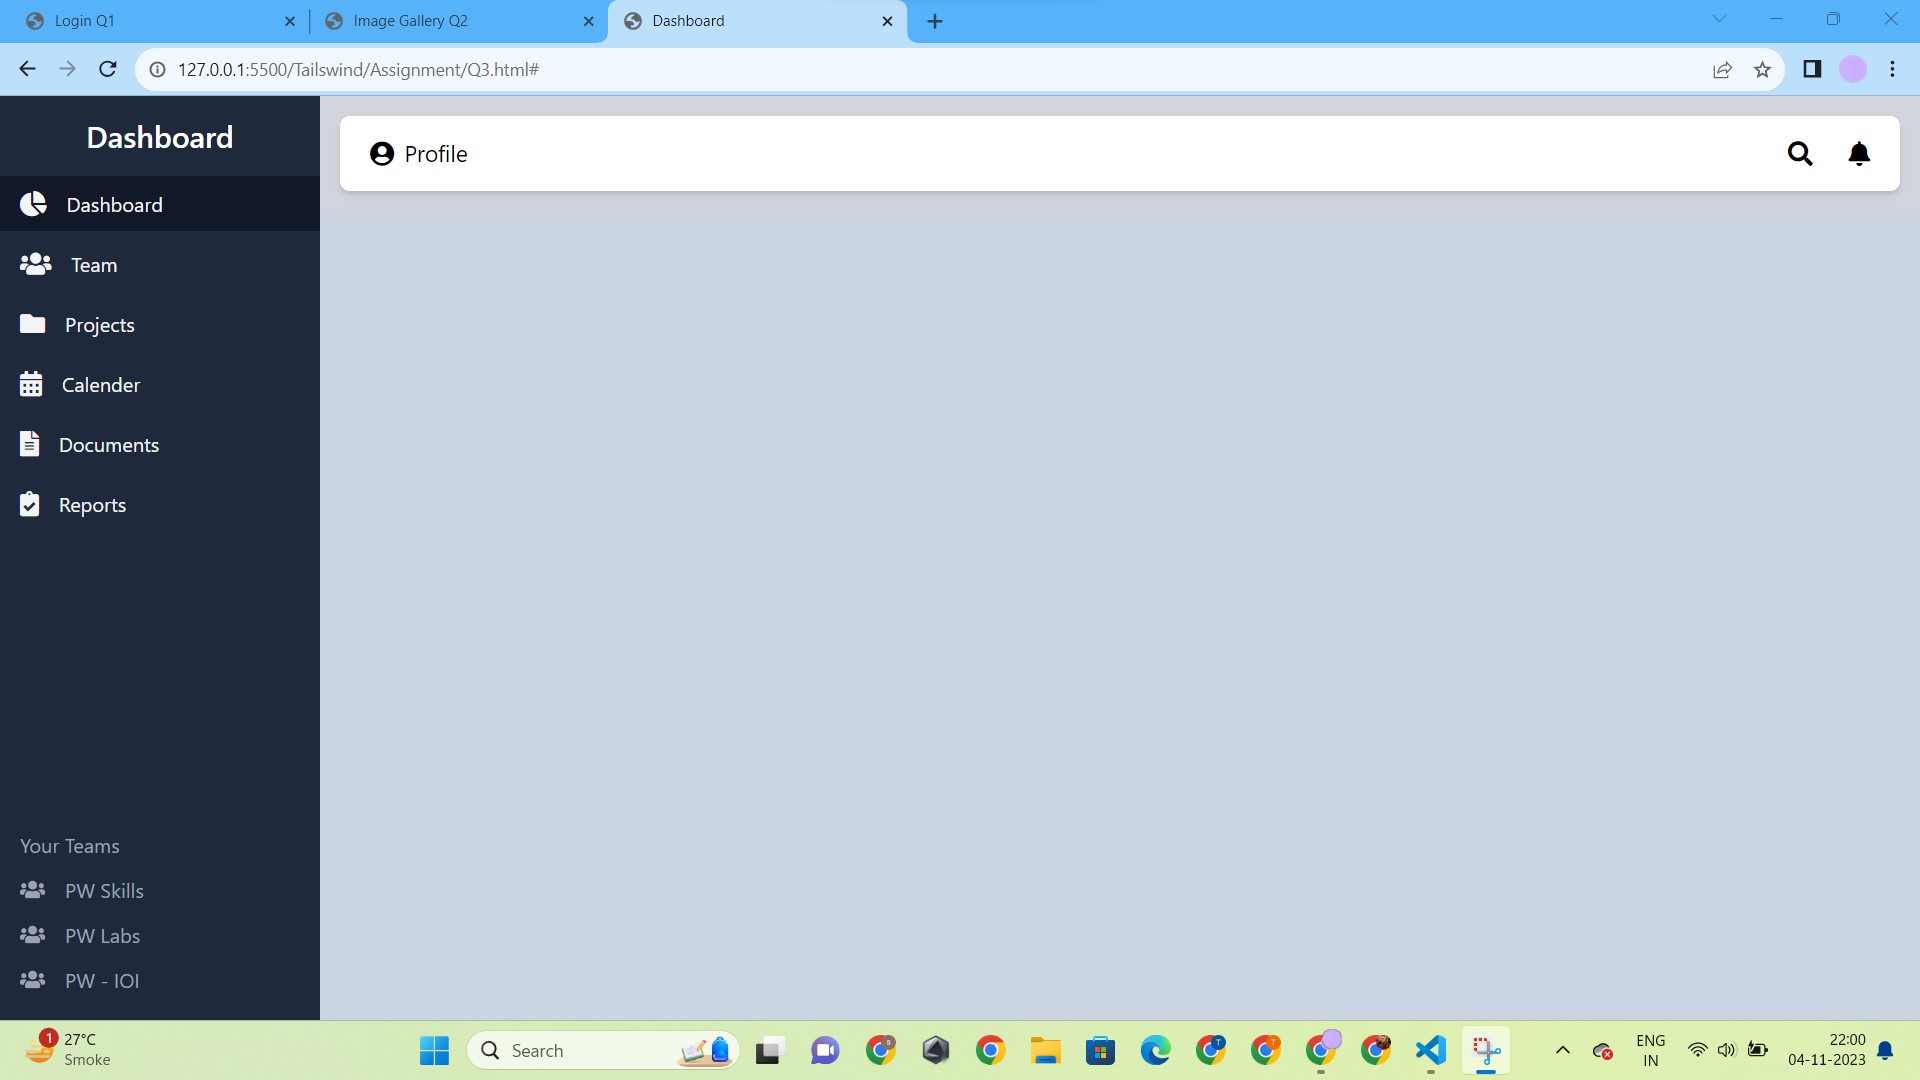 Login Q1
Image Gallery Q2
Dashboard
127.0.0.1:5500/Tailswind/Assignment/Q3.html#
Dashboard
Profile
Dashboard
Team
Projects
Calender
Documents
Reports
Your Teams
PW Skills
PW Labs
PW - IOI
1
27°C
Smoke
Search
S
T
T
ENG
IN
22:00
04-11-2023